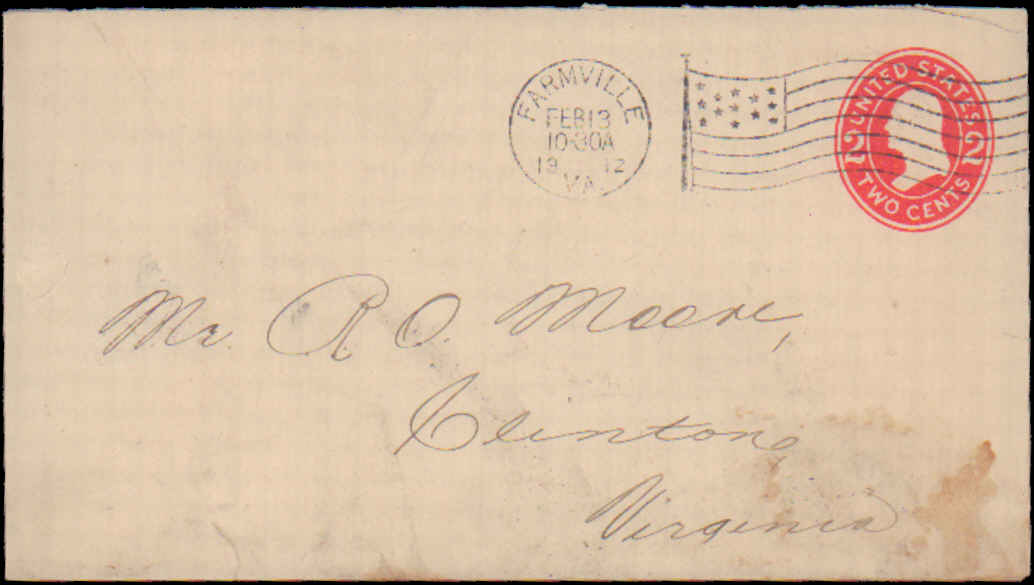 FARMVILLE
FEB 13
10-30A
19 12
VA.
UNITED STATES
2 2
TWO CENTS
Mr. R. O. Moore,
Clinton,
Virginia